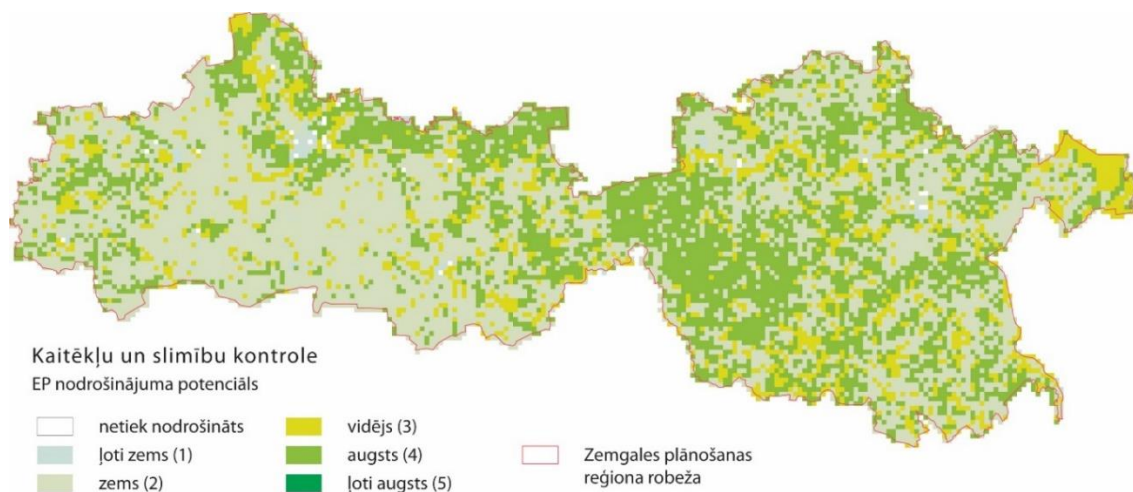 Kaitēkļu un slimību kontrole
EP nodrošinājuma potenciāls
netiek nodrošināts
ļoti zems (1)
zems (2)
vidējs (3)
augsts (4)
ļoti augsts (5)
Zemgales plānošanas
reģiona robeža